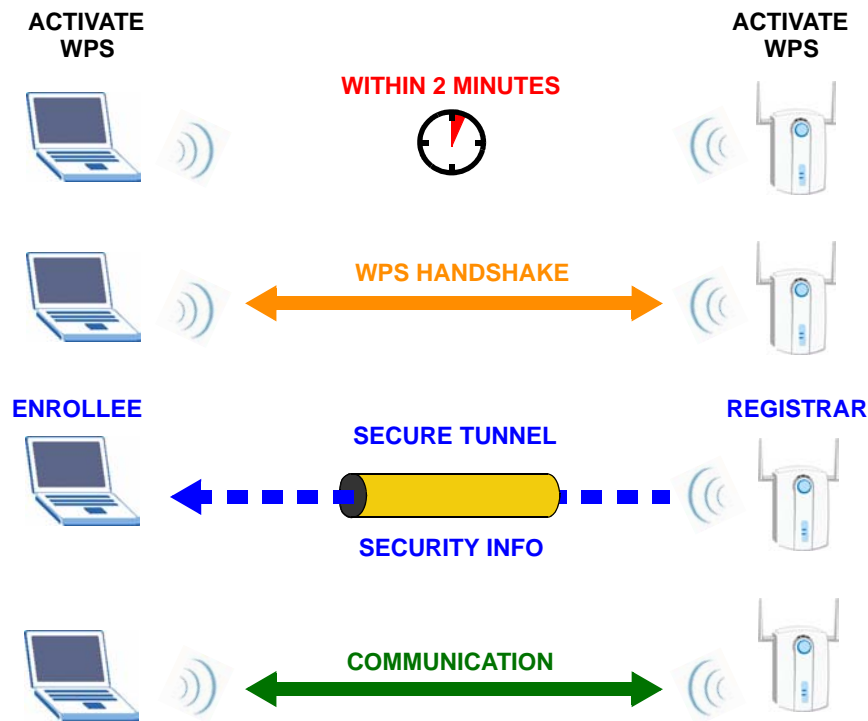 ACTIVATE
WPS
ACTIVATE
WPS
WITHIN 2 MINUTES
WPS HANDSHAKE
ENROLLEE
REGISTRAR
SECURE TUNNEL
SECURITY INFO
COMMUNICATION